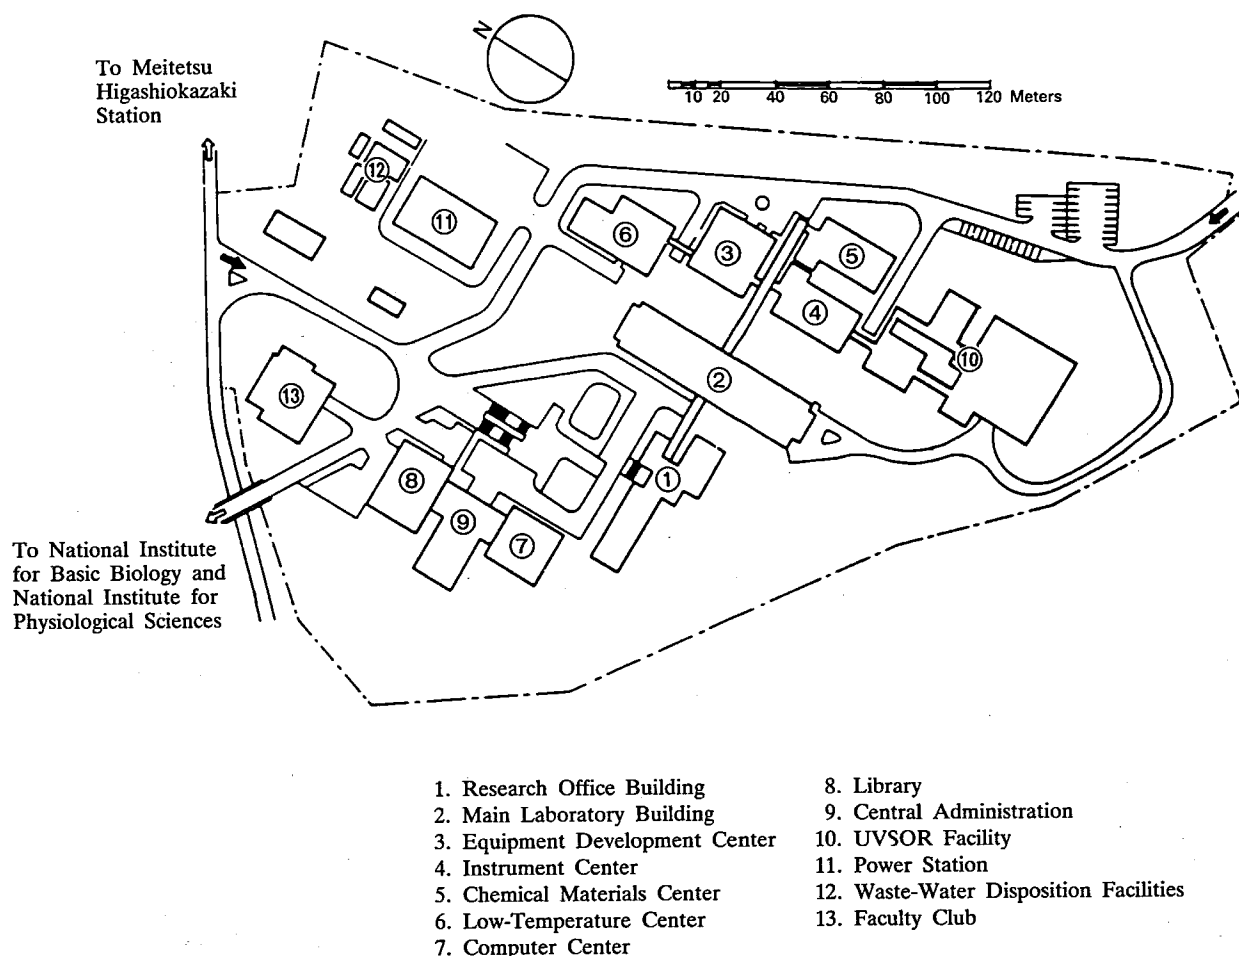 N
To Meitetsu
Higashiokazaki
Station
10 20 40 60 80 100 120 Meters
12
11
6
3
5
4
10
2
13
8
1
9
7
To National Institute
for Basic Biology and
National Institute for
Physiological Sciences
1. Research Office Building
2. Main Laboratory Building
3. Equipment Development Center
4. Instrument Center
5. Chemical Materials Center
6. Low-Temperature Center
7. Computer Center
8. Library
9. Central Administration
10. UVSOR Facility
11. Power Station
12. Waste-Water Disposition Facilities
13. Faculty Club